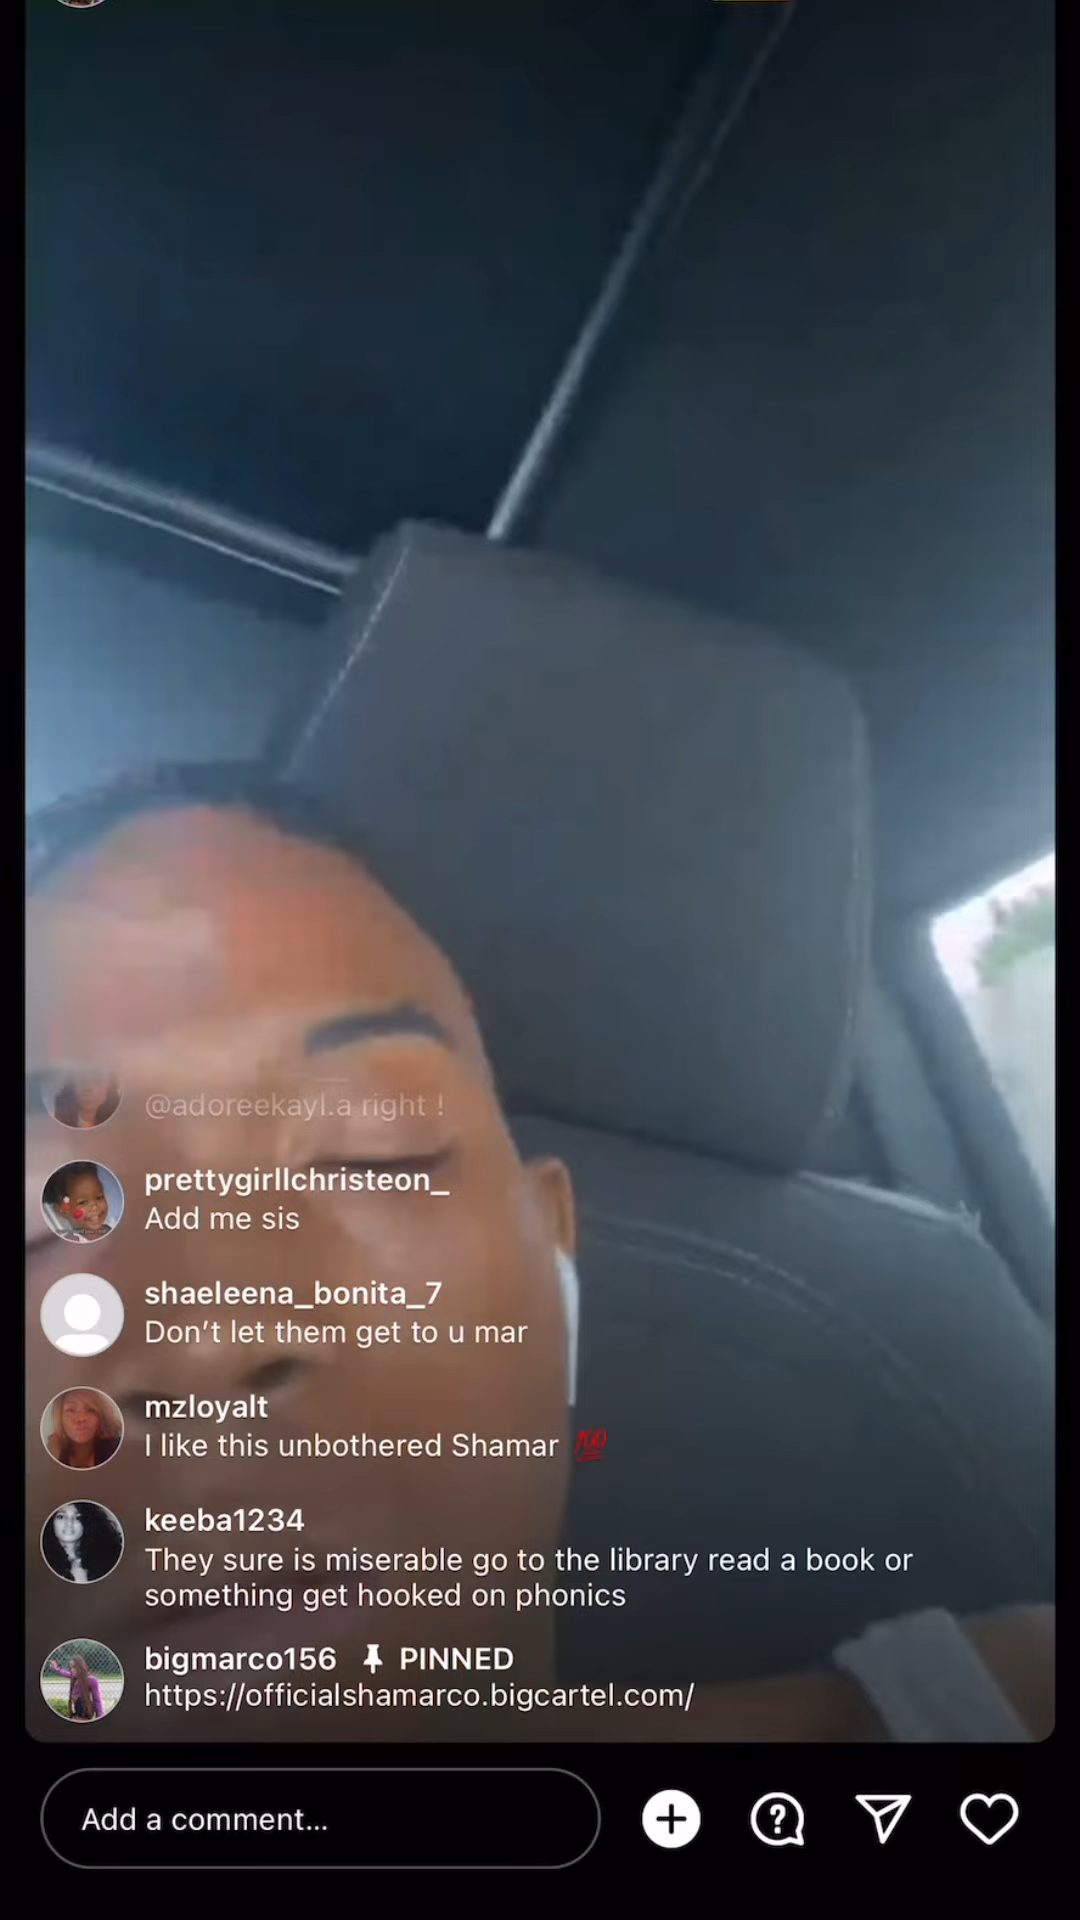 @adoreekayl.a right !
prettygirllchristeon_
Add me sis
shaeleena_bonita_7
Don't let them get to u mar
mzloyalt
I like this unbothered Shamar 💯
keeba1234
They sure is miserable go to the library read a book or
something get hooked on phonics
bigmarco156 PINNED
https://officialshamarco.bigcartel.com/
Add a comment...